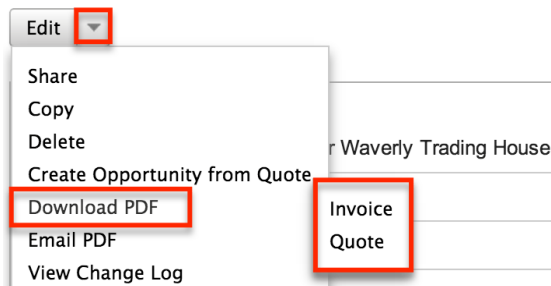 Edit
Share
Copy
Delete
r Waverly Trading House
Create Opportunity from Quote
Download PDF
Invoice
Email PDF
Quote
View Change Log